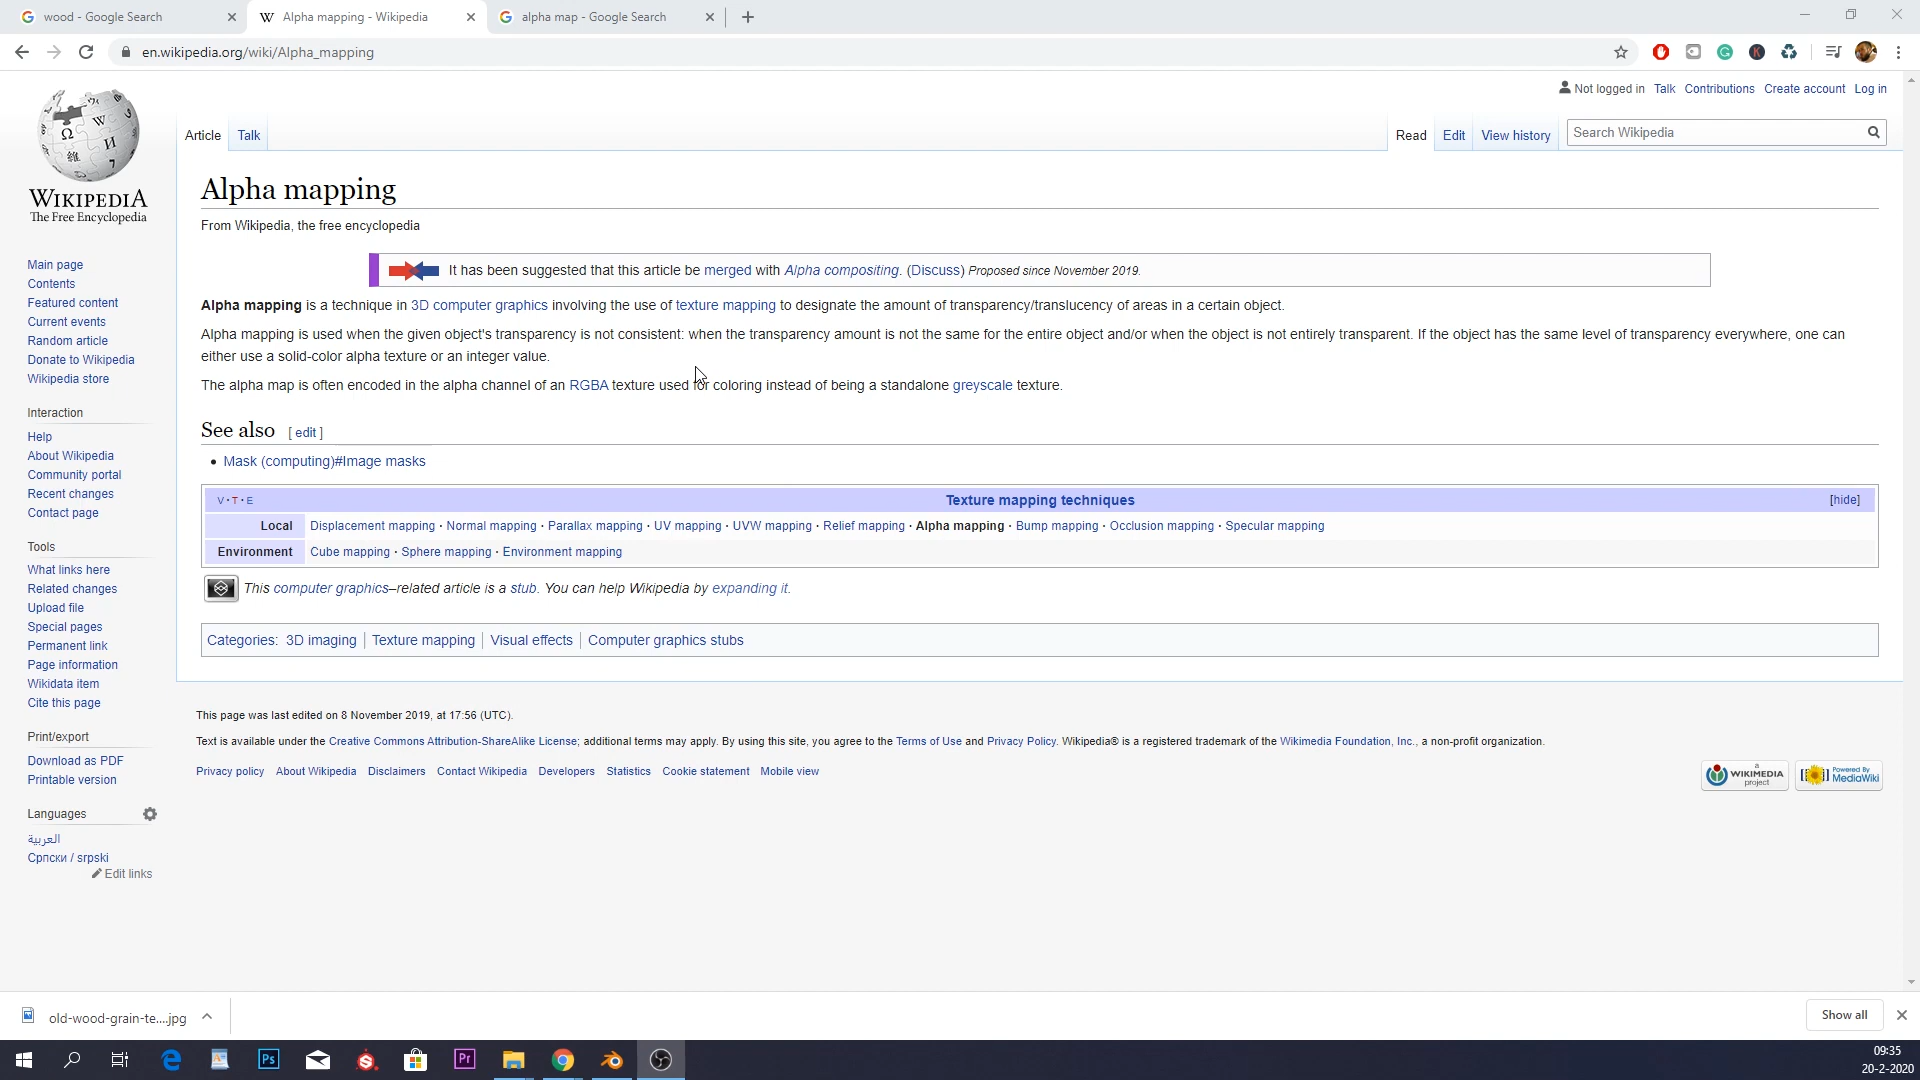 wood - Google Search
Alpha mapping - Wikipedia
alpha map - Google Search
en.wikipedia.org/wiki/Alpha_mapping
Not logged in Talk Contributions Create account Log in
Article Talk
Read Edit View history Search Wikipedia
WIKIPEDIA
The Free Encyclopedia
Alpha mapping
From Wikipedia, the free encyclopedia
It has been suggested that this article be merged with Alpha compositing. (Discuss) Proposed since November 2019.
Alpha mapping is a technique in 3D computer graphics involving the use of texture mapping to designate the amount of transparency/translucency of areas in a certain object.
Alpha mapping is used when the given object's transparency is not consistent: when the transparency amount is not the same for the entire object and/or when the object is not entirely transparent. If the object has the same level of transparency everywhere, one can
either use a solid-color alpha texture or an integer value.
The alpha map is often encoded in the alpha channel of an RGBA texture used for coloring instead of being a standalone greyscale texture.
See also [ edit ]
• Mask (computing)#Image masks
V · T · E Texture mapping techniques [hide]
Local Displacement mapping · Normal mapping · Parallax mapping · UV mapping · UVW mapping · Relief mapping · Alpha mapping · Bump mapping · Occlusion mapping · Specular mapping
Environment Cube mapping · Sphere mapping · Environment mapping
This computer graphics–related article is a stub. You can help Wikipedia by expanding it.
Categories: 3D imaging | Texture mapping | Visual effects | Computer graphics stubs
Main page
Contents
Featured content
Current events
Random article
Donate to Wikipedia
Wikipedia store
Interaction
Help
About Wikipedia
Community portal
Recent changes
Contact page
Tools
What links here
Related changes
Upload file
Special pages
Permanent link
Page information
Wikidata item
Cite this page
Print/export
Download as PDF
Printable version
Languages
العربية
Српски / srpski
Edit links
This page was last edited on 8 November 2019, at 17:56 (UTC).
Text is available under the Creative Commons Attribution-ShareAlike License; additional terms may apply. By using this site, you agree to the Terms of Use and Privacy Policy. Wikipedia® is a registered trademark of the Wikimedia Foundation, Inc., a non-profit organization.
Privacy policy About Wikipedia Disclaimers Contact Wikipedia Developers Statistics Cookie statement Mobile view
a
WIKIMEDIA
project
Powered By
MediaWiki
old-wood-grain-te....jpg
Show all
Ps
Pr
09:35
20-2-2020